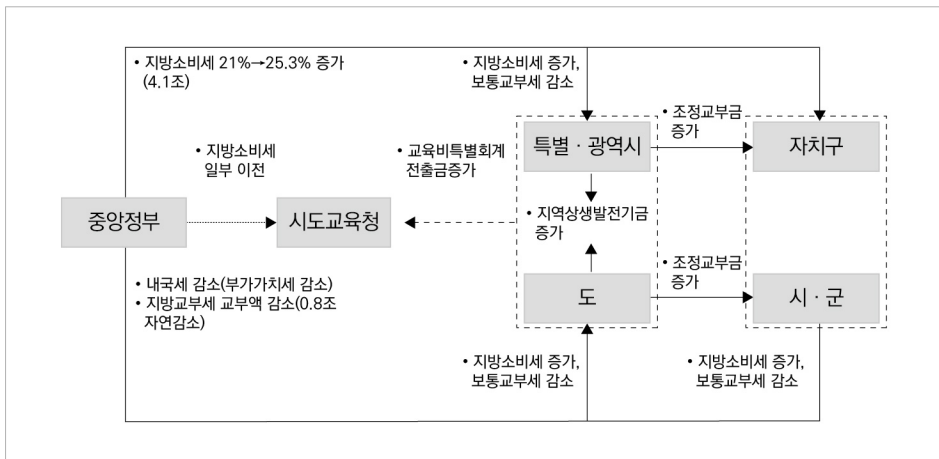 • 지방소비세 21%→25.3% 증가
(4.1조)
• 지방소비세 증가,
보통교부세 감소
• 조정교부금
증가
• 지방소비세
일부 이전
• 교육비특별회계
전출금증가
특별 · 광역시
자치구
중앙정부
시도교육청
• 지역상생발전기금
증가
• 내국세 감소(부가가치세 감소)
• 지방교부세 교부액 감소(0.8조
자연감소)
• 조정교부금
증가
도
시 · 군
• 지방소비세 증가,
보통교부세 감소
• 지방소비세 증가,
보통교부세 감소